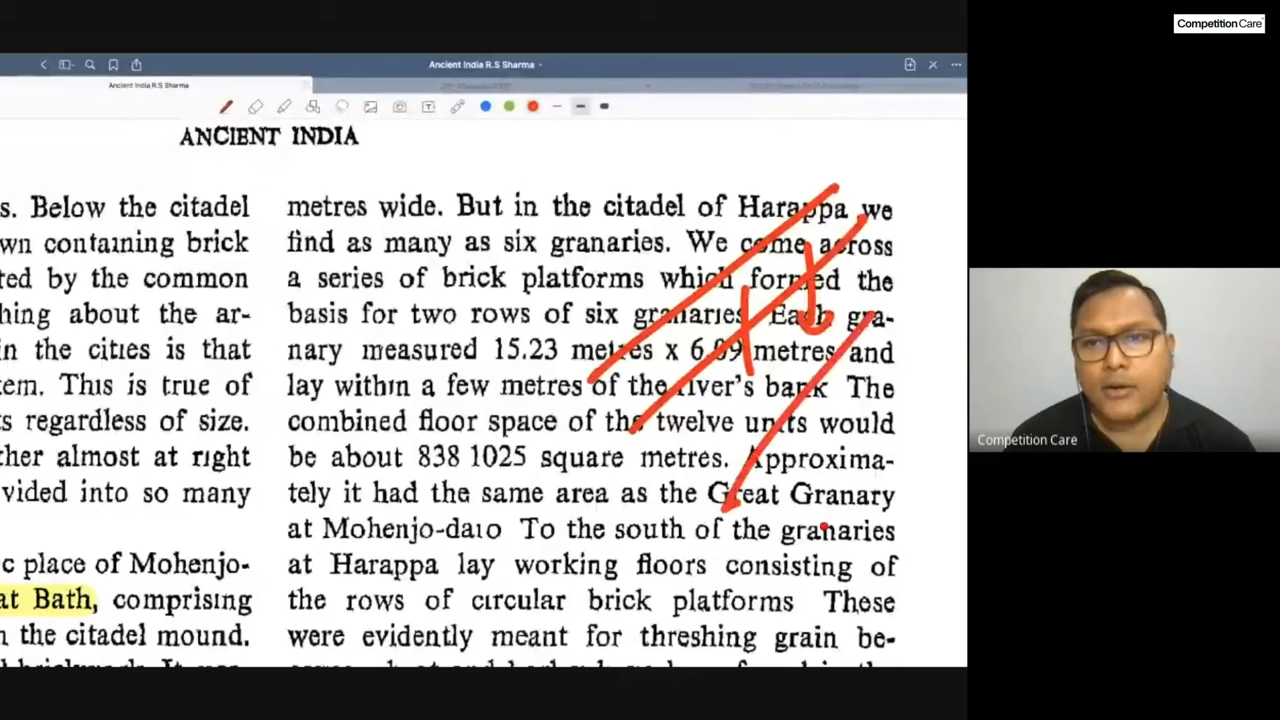 Competition Care
Ancient India R.S Sharma
Ancient India R.S Sharma
ANCIENT INDIA
s. Below the citadel
wn containing brick
ted by the common
hing about the ar-
in the cities is that
tem. This is true of
ts regardless of size.
ther almost at right
vided into so many
c place of Mohenjo-
at Bath, comprising
n the citadel mound.
metres wide. But in the citadel of Harappa we
find as many as six granaries. We come across
a series of brick platforms which formed the
basis for two rows of six granaries. Each gra-
nary measured 15.23 metres x 6.09 metres and
lay within a few metres of the river's bank The
combined floor space of the twelve units would
be about 838 1025 square metres. Approxima-
tely it had the same area as the Great Granary
at Mohenjo-daro To the south of the granaries
at Harappa lay working floors consisting of
the rows of circular brick platforms These
were evidently meant for threshing grain be-
Competition Care